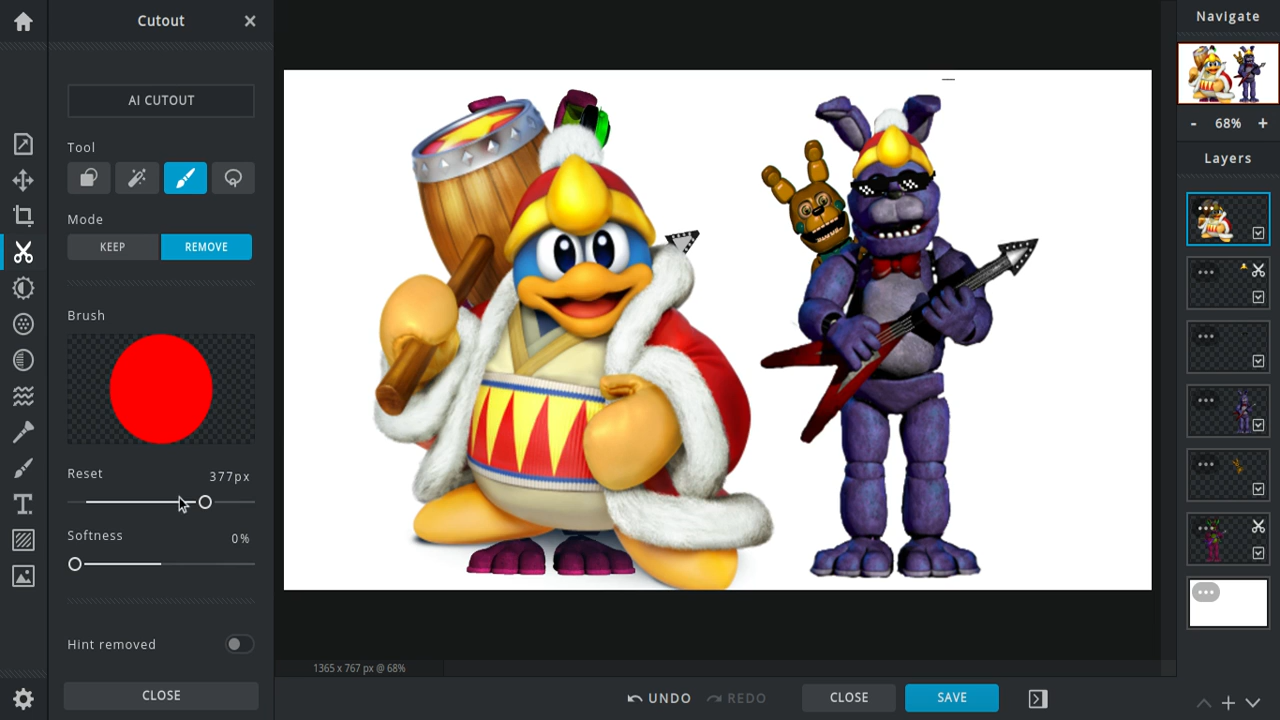 Cutout
AI CUTOUT
Tool
Mode
KEEP
REMOVE
Brush
Reset
377px
Softness
0%
Hint removed
CLOSE
1365 x 767 px @ 68%
UNDO
REDO
CLOSE
SAVE
Navigate
-
68%
+
Layers